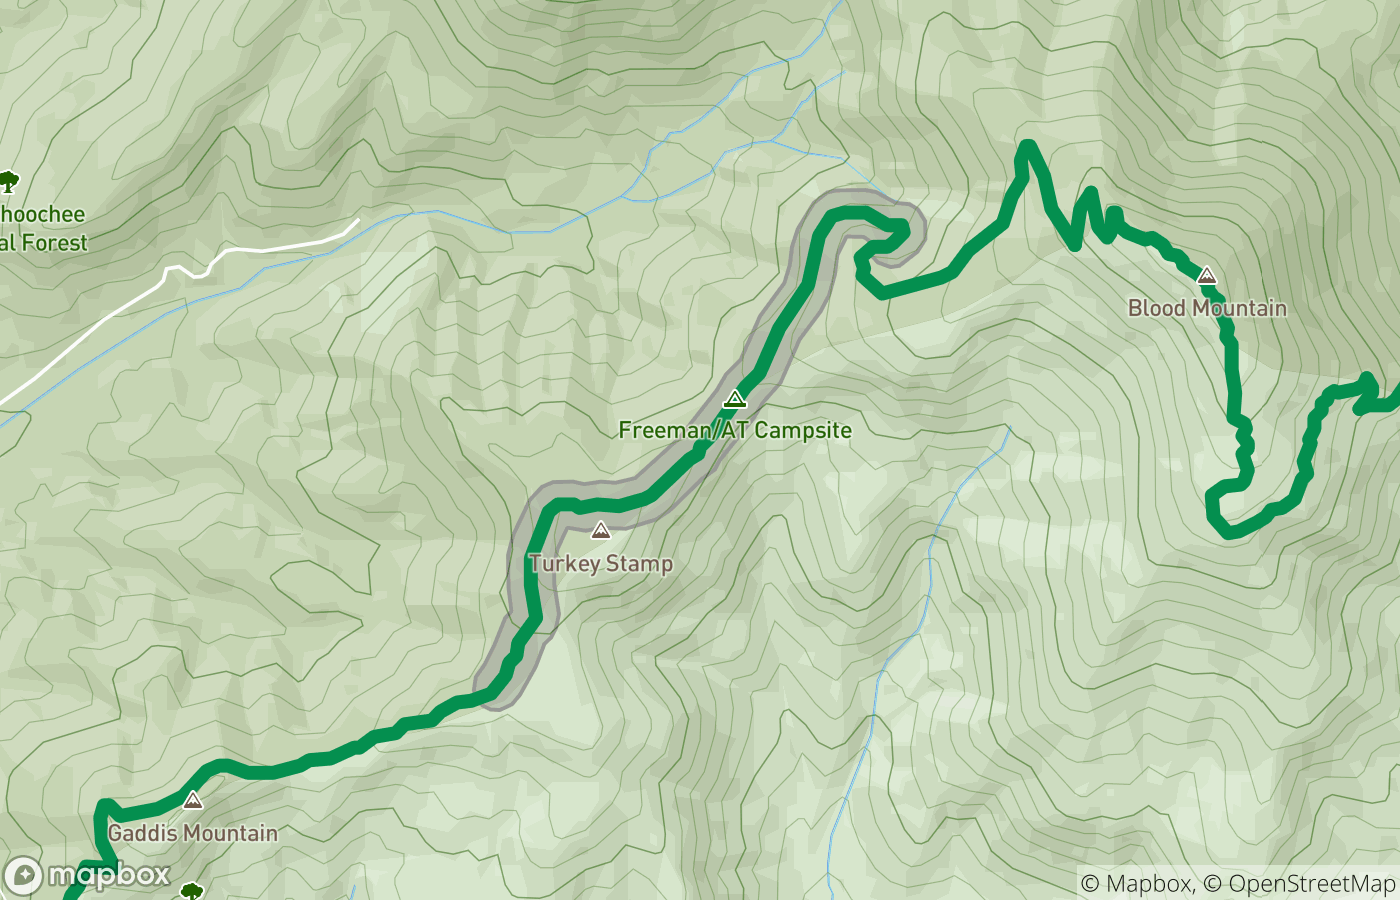 hoochee
al Forest
Blood Mountain
Freeman/AT Campsite
Turkey Stamp
Gaddis Mountain
mapbox
© Mapbox, © OpenStreetMap